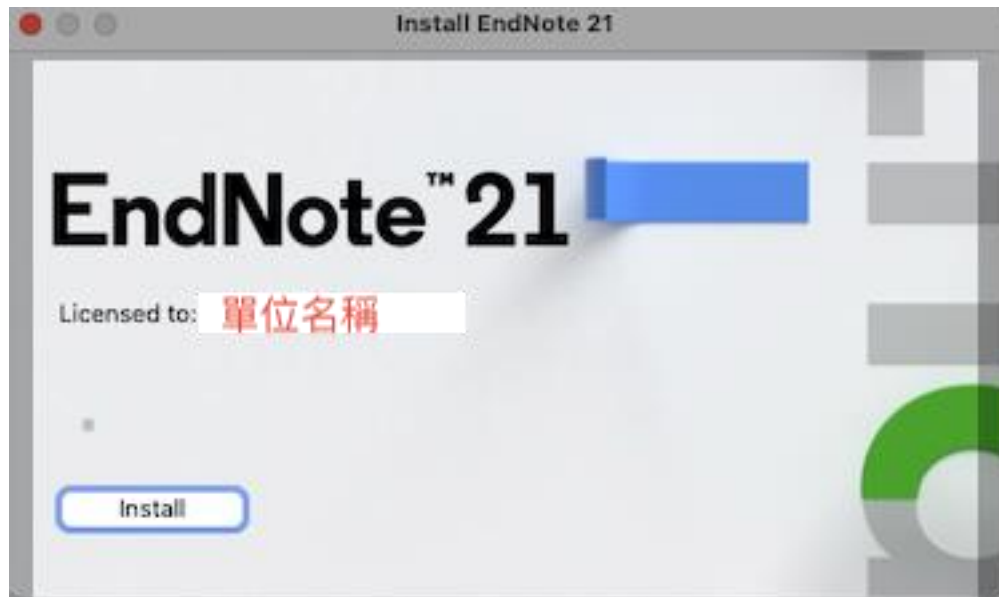 Install EndNote 21
EndNote™ 21
Licensed to: 單位名稱
Install